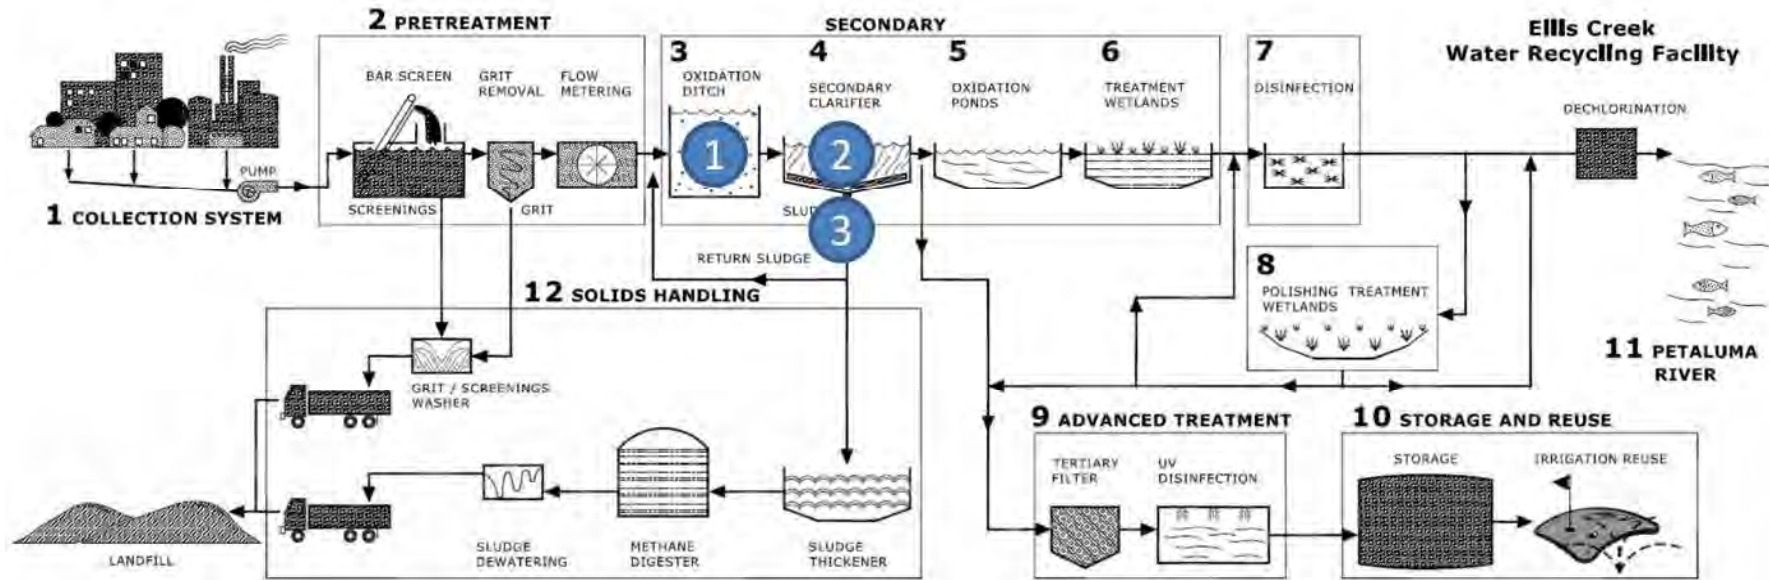 2 PRETREATMENT
SECONDARY
Ellis Creek
Water Recycling Facility
BAR SCREEN
GRIT
REMOVAL
FLOW
METERING
3
OXIDATION
DITCH
4
SECONDARY
CLARIFIER
5
OXIDATION
PONDS
6
TREATMENT
WETLANDS
7
DISINFECTION
DECHLORINATION
PUMP
1
2
1 COLLECTION SYSTEM
SCREENINGS
GRIT
3
RETURN SLUDGE
8
POLISHING TREATMENT
WETLANDS
11 PETALUMA
RIVER
12 SOLIDS HANDLING
GRIT / SCREENINGS
WASHER
9 ADVANCED TREATMENT
10 STORAGE AND REUSE
TERTIARY
FILTER
UV
DISINFECTION
STORAGE
IRRIGATION REUSE
LANDFILL
SLUDGE
DEWATERING
METHANE
DIGESTER
SLUDGE
THICKENER